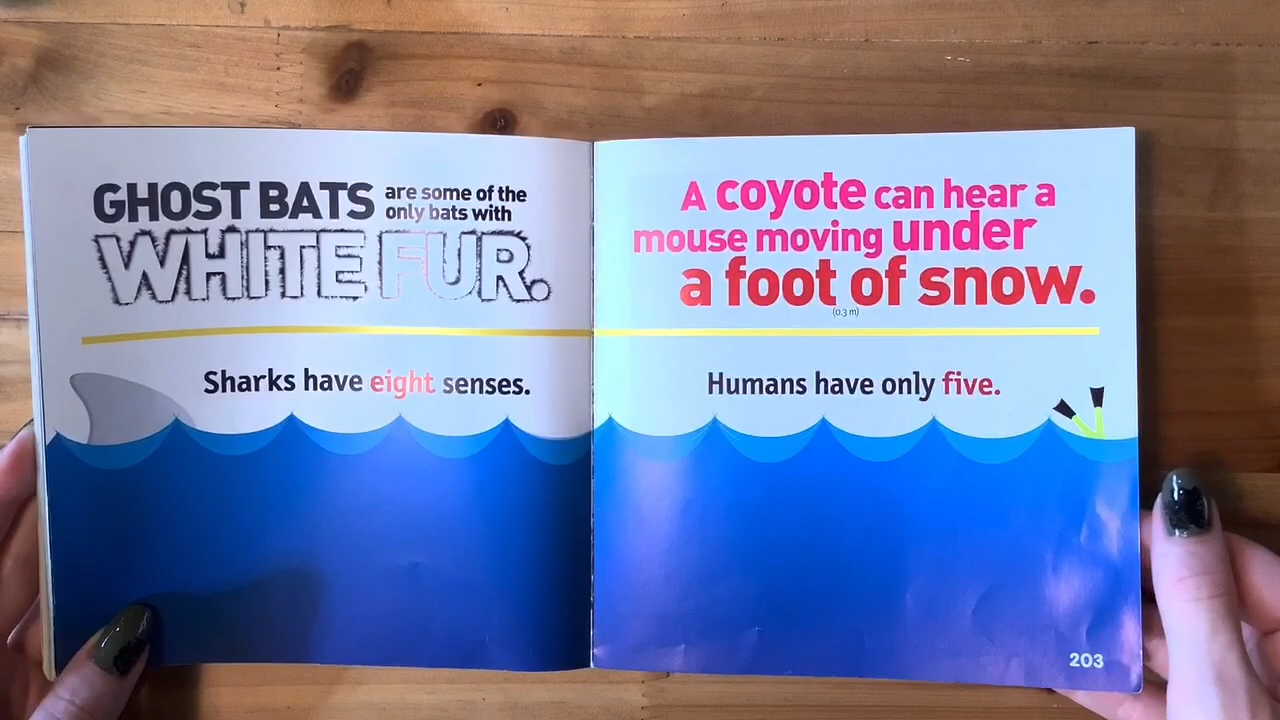 GHOST BATS are some of the
only bats with
WHITE FUR.
Sharks have eight senses.
A coyote can hear a
mouse moving under
a foot of snow.
(0.3 m)
Humans have only five.
203